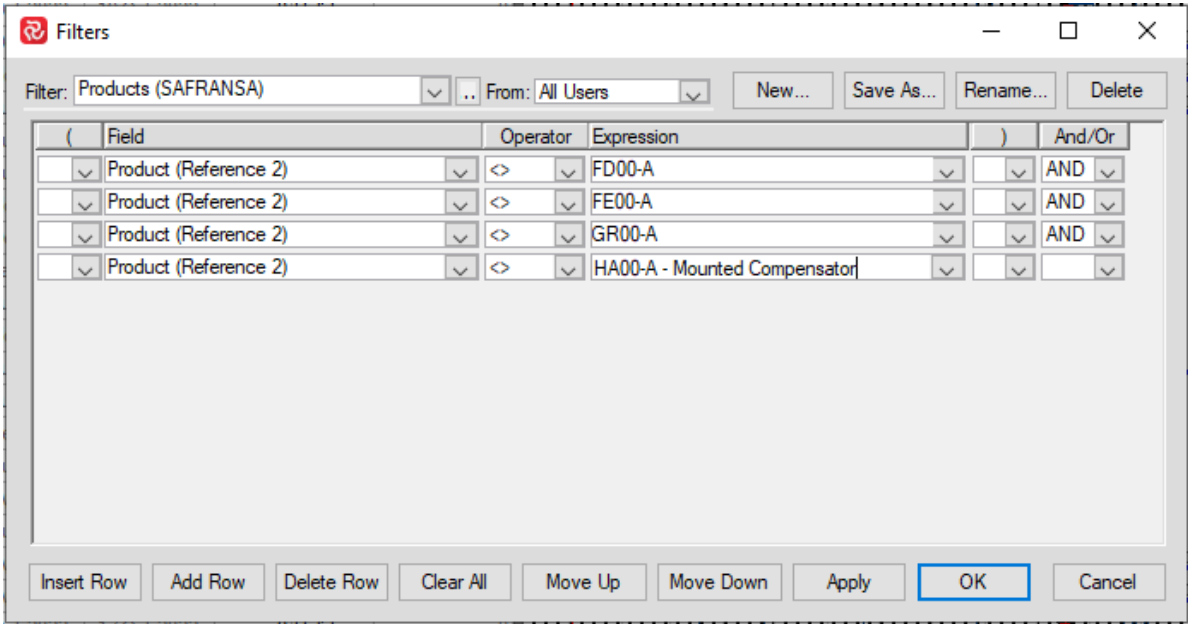 Filters
Filter: Products (SAFRANSA) .. From: All Users New... Save As... Rename... Delete
( Field Operator Expression ) And/Or
Product (Reference 2) <> FD00-A AND
Product (Reference 2) <> FE00-A AND
Product (Reference 2) <> GR00-A AND
Product (Reference 2) <> HA00-A - Mounted Compensator
Insert Row Add Row Delete Row Clear All Move Up Move Down Apply OK Cancel